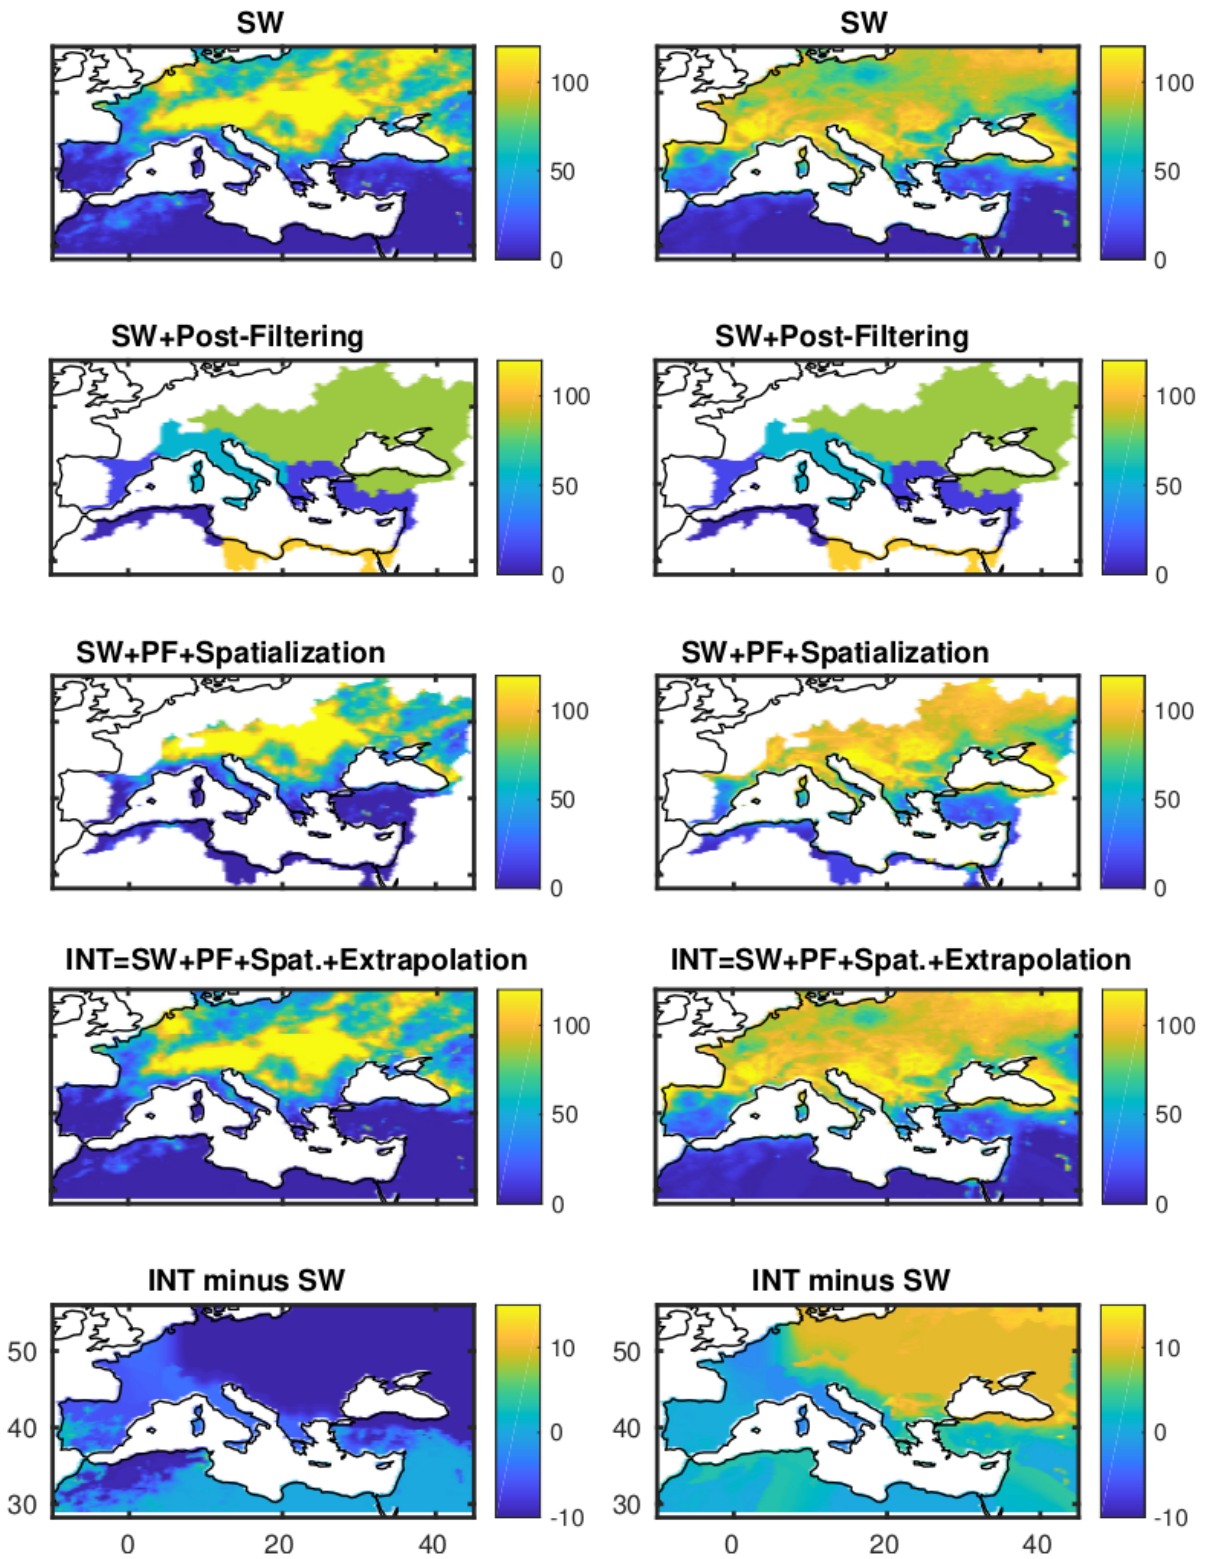 SW SW
100 100
50 50
0 0
SW+Post-Filtering SW+Post-Filtering
100 100
50 50
0 0
SW+PF+Spatialization SW+PF+Spatialization
100 100
50 50
0 0
INT=SW+PF+Spat.+Extrapolation INT=SW+PF+Spat.+Extrapolation
100 100
50 50
0 0
INT minus SW INT minus SW
50 10 50 10
40 0 40 0
30 -10 30 -10
0 20 40 0 20 40